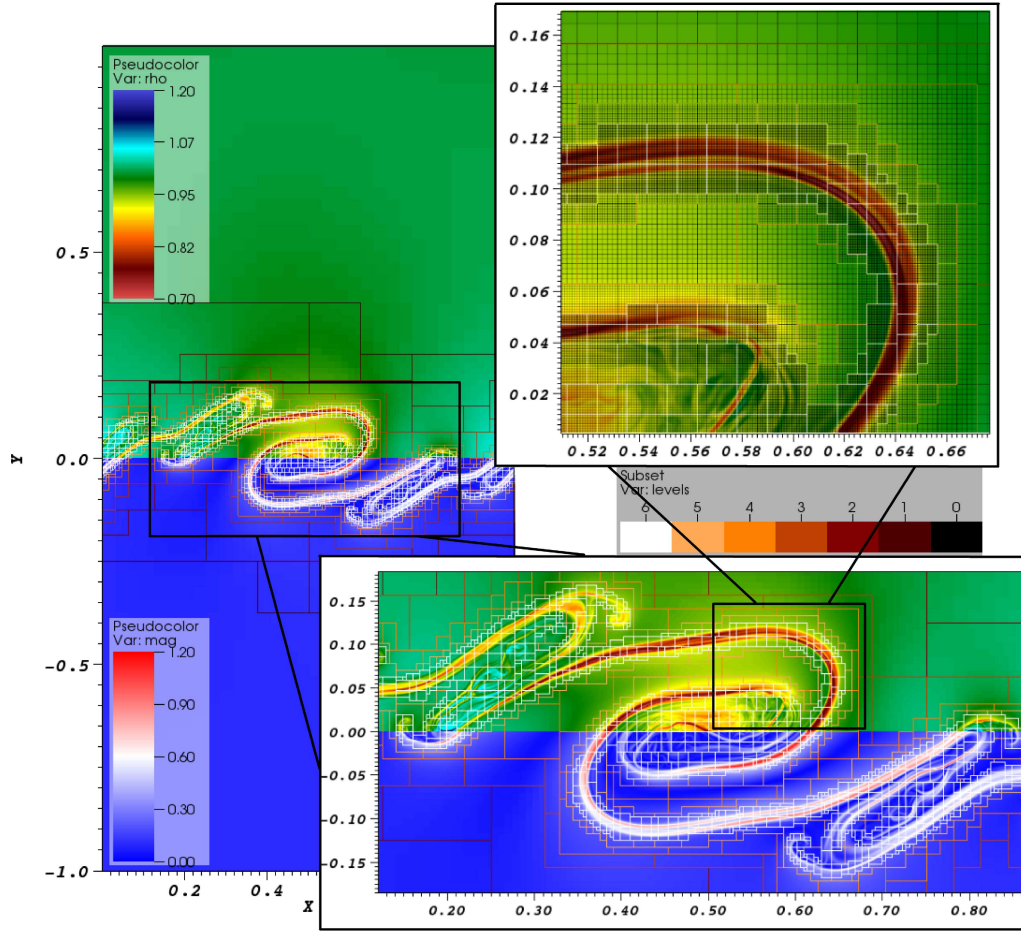 Pseudocolor
Var: rho
1.20
1.07
0.95
0.82
0.70
0.5
0.0
-0.5
-1.0
Y
0.2
0.4
X
Pseudocolor
Var: mag
1.20
0.90
0.60
0.30
0.00
0.16
0.14
0.12
0.10
0.08
0.06
0.04
0.02
0.52 0.54 0.56 0.58 0.60 0.62 0.64 0.66
Subset
Var: levels
6 5 4 3 2 1 0
0.15
0.10
0.05
0.00
-0.05
-0.10
-0.15
0.20 0.30 0.40 0.50 0.60 0.70 0.80